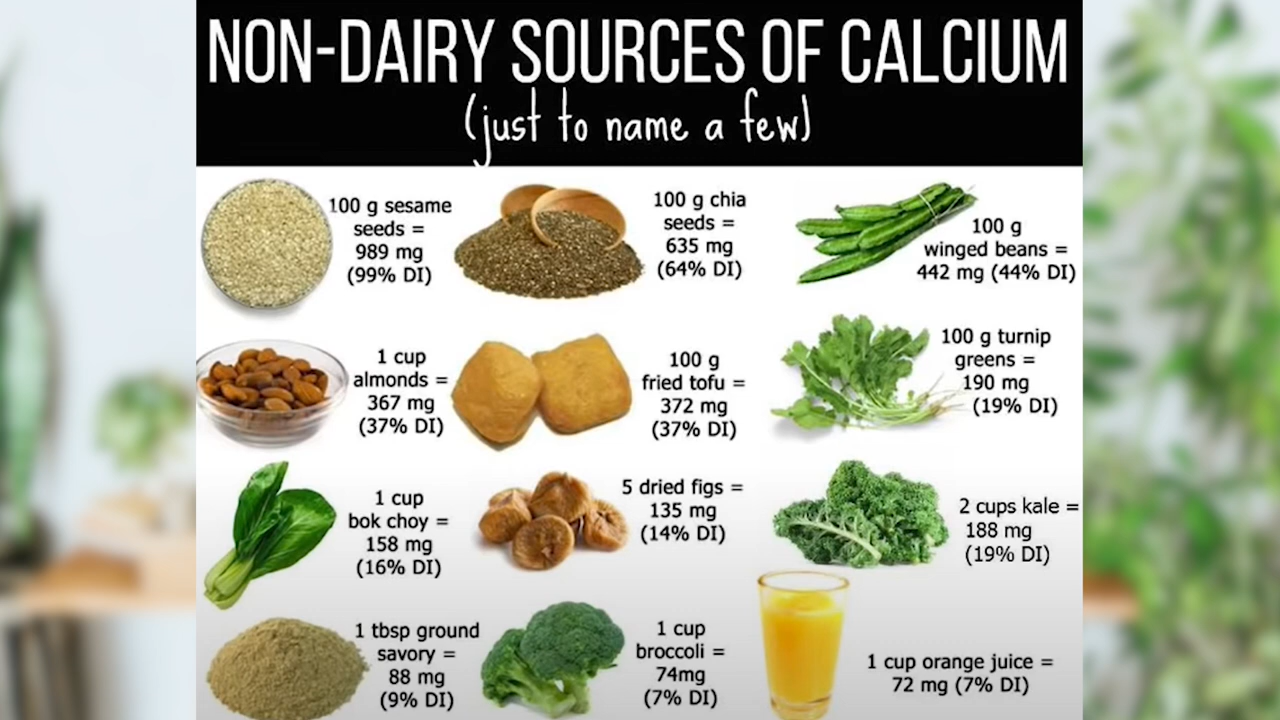 NON-DAIRY SOURCES OF CALCIUM
(just to name a few)
100 g sesame
seeds =
989 mg
(99% DI)
100 g chia
seeds =
635 mg
(64% DI)
100 g
winged beans =
442 mg (44% DI)
1 cup
almonds =
367 mg
(37% DI)
100 g
fried tofu =
372 mg
(37% DI)
100 g turnip
greens =
190 mg
(19% DI)
1 cup
bok choy =
158 mg
(16% DI)
5 dried figs =
135 mg
(14% DI)
2 cups kale =
188 mg
(19% DI)
1 tbsp ground
savory =
88 mg
(9% DI)
1 cup
broccoli =
74mg
(7% DI)
1 cup orange juice =
72 mg (7% DI)